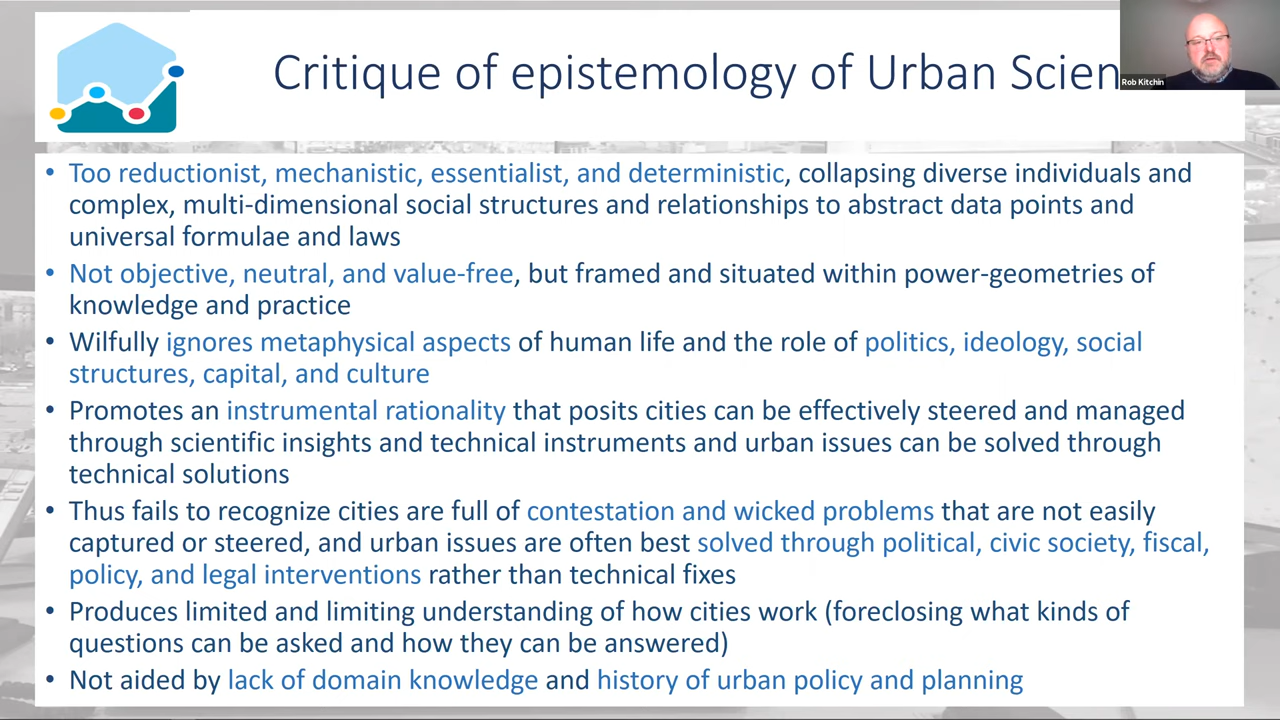 Critique of epistemology of Urban Scien
Rob Kitchin
• Too reductionist, mechanistic, essentialist, and deterministic, collapsing diverse individuals and
complex, multi-dimensional social structures and relationships to abstract data points and
universal formulae and laws
• Not objective, neutral, and value-free, but framed and situated within power-geometries of
knowledge and practice
• Wilfully ignores metaphysical aspects of human life and the role of politics, ideology, social
structures, capital, and culture
• Promotes an instrumental rationality that posits cities can be effectively steered and managed
through scientific insights and technical instruments and urban issues can be solved through
technical solutions
• Thus fails to recognize cities are full of contestation and wicked problems that are not easily
captured or steered, and urban issues are often best solved through political, civic society, fiscal,
policy, and legal interventions rather than technical fixes
• Produces limited and limiting understanding of how cities work (foreclosing what kinds of
questions can be asked and how they can be answered)
• Not aided by lack of domain knowledge and history of urban policy and planning